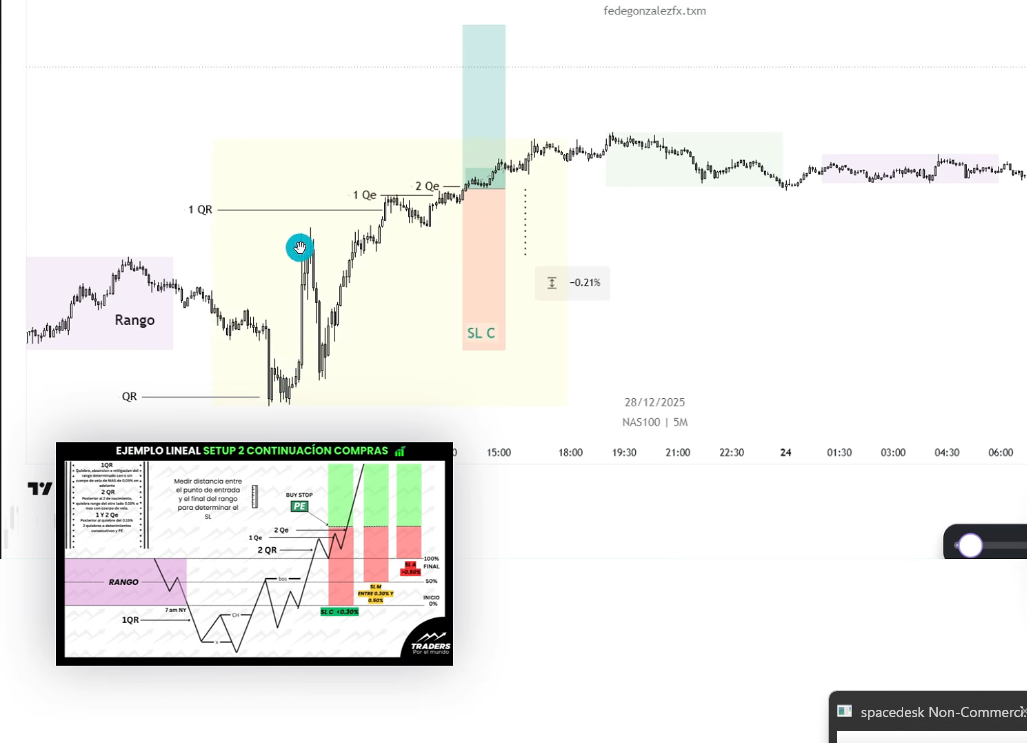 fedegonzalezfx.txm
2 Qe
1 Qe
1 QR
-0.21%
Rango
SL C
QR
28/12/2025
NAS100 | 5M
0
15:00
18:00
19:30
21:00
22:30
24
01:30
03:00
04:30
06:00
EJEMPLO LINEAL SETUP 2 CONTINUACÍON COMPRAS
1QR
2 QR
1 Y 2 Qe
Medir distancia entre
el punto de entrada
y el final del rango
para determinar el
SL
BUY STOP
PE
2 Qe
1 Qe
2 QR
100%
FINAL
RANGO
50%
SL M
ENTRE 0.30% Y
0.50%
INICIO
0%
7 am NY
SL C <0.30%
1QR
CH
TRADERS
Por el mundo
spacedesk Non-Commerci